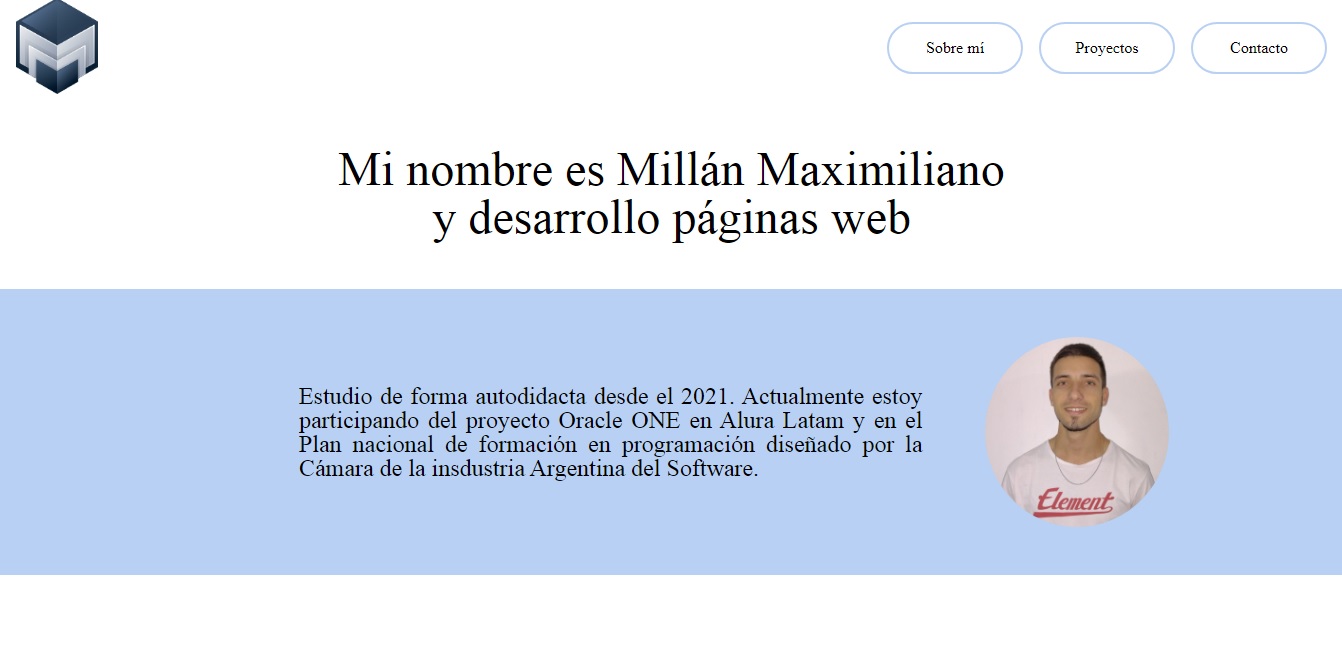 Sobre mí
Proyectos
Contacto
Mi nombre es Millán Maximiliano
y desarrollo páginas web
Estudio de forma autodidacta desde el 2021. Actualmente estoy
participando del proyecto Oracle ONE en Alura Latam y en el
Plan nacional de formación en programación diseñado por la
Cámara de la insdustria Argentina del Software.
Element